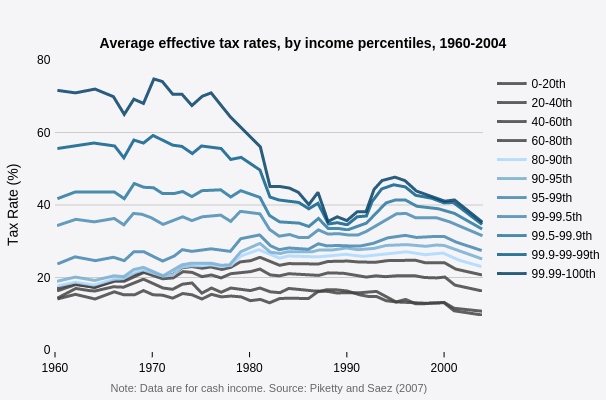 Average effective tax rates, by income percentiles, 1960-2004
80
60
40
20
0
Tax Rate (%)
1960
1970
1980
1990
2000
0-20th
20-40th
40-60th
60-80th
80-90th
90-95th
95-99th
99-99.5th
99.5-99.9th
99.9-99-99th
99.99-100th
Note: Data are for cash income. Source: Piketty and Saez (2007)